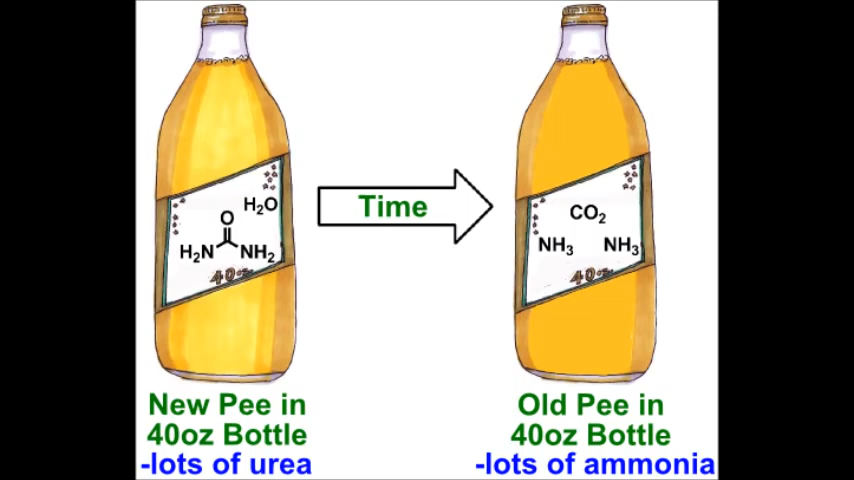 H₂O
O
H₂N NH₂
40oz
Time
CO₂
NH₃ NH₃
40oz
New Pee in
40oz Bottle
-lots of urea
Old Pee in
40oz Bottle
-lots of ammonia